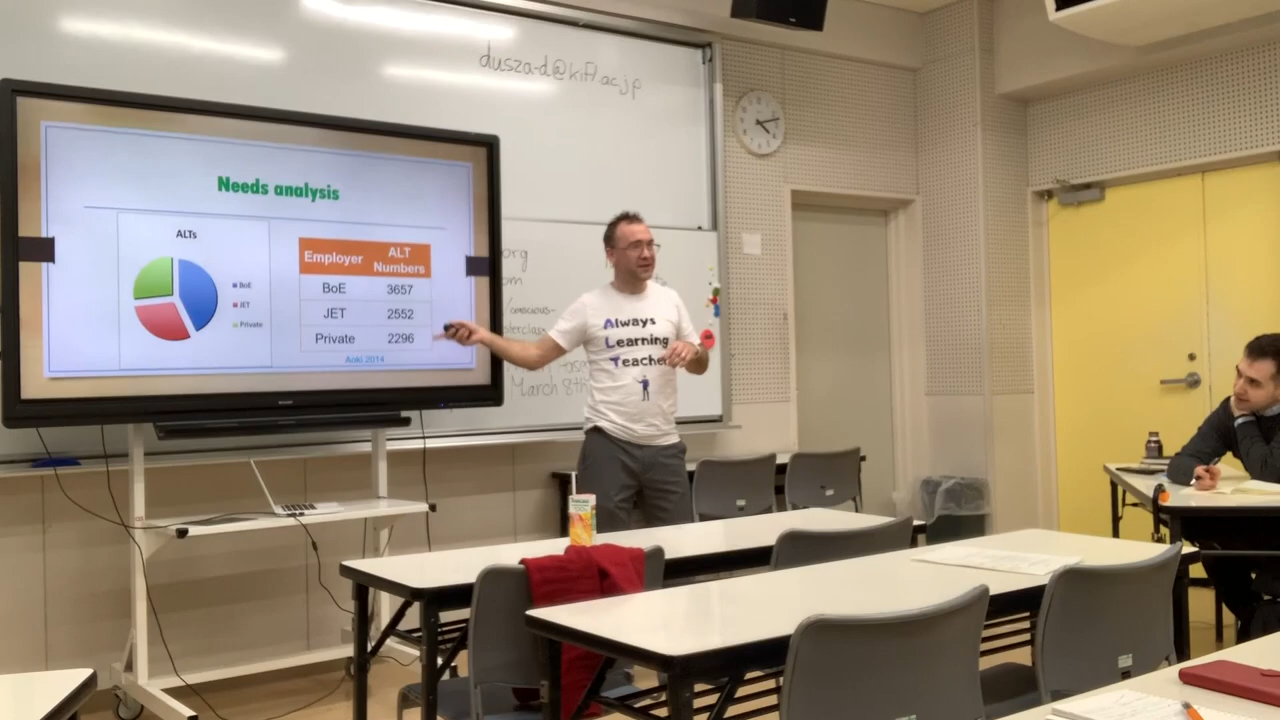 dusza-d@kifl.ac.jp
Needs analysis
ALTs
BoE
JET
Private
Employer ALT Numbers
BoE 3657
JET 2552
Private 2296
Aoki 2014
org
om
/conscious-
March 8th
Always
Learning
Teacher